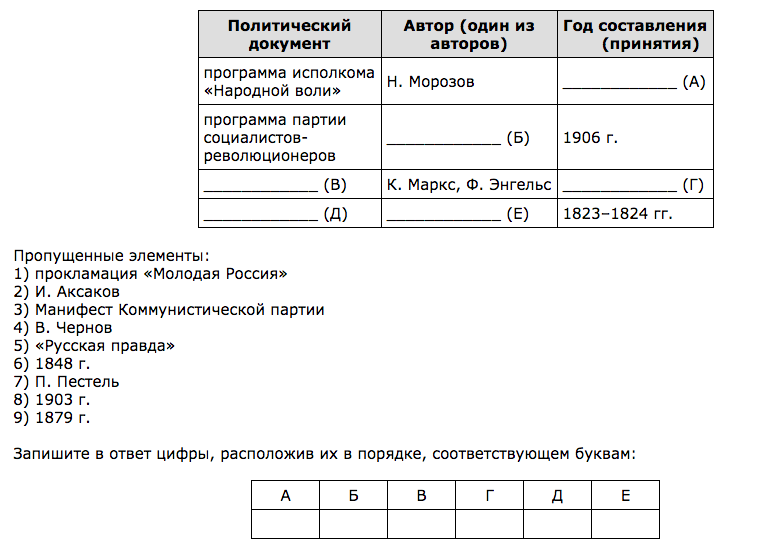 Политический документ Автор (один из авторов) Год составления (принятия)
программа исполкома «Народной воли» Н. Морозов ____________ (А)
программа партии социалистов-революционеров ____________ (Б) 1906 г.
____________ (В) К. Маркс, Ф. Энгельс ____________ (Г)
____________ (Д) ____________ (Е) 1823–1824 гг.
Пропущенные элементы:
1) прокламация «Молодая Россия»
2) И. Аксаков
3) Манифест Коммунистической партии
4) В. Чернов
5) «Русская правда»
6) 1848 г.
7) П. Пестель
8) 1903 г.
9) 1879 г.
Запишите в ответ цифры, расположив их в порядке, соответствующем буквам:
А Б В Г Д Е